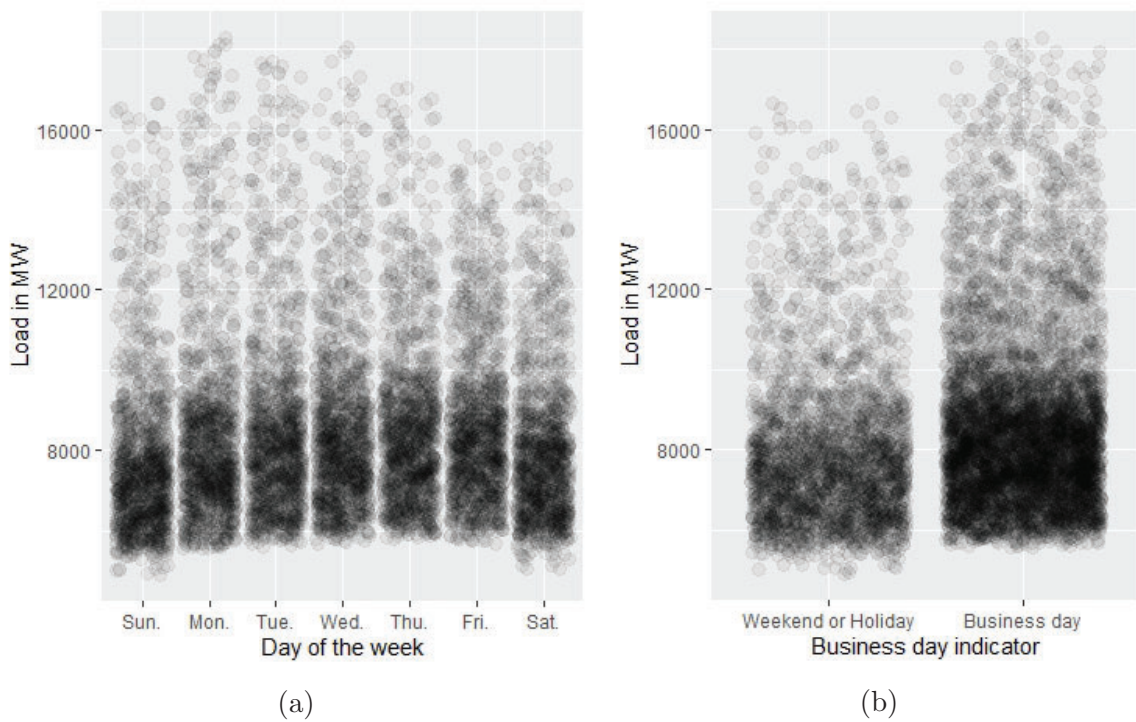 Load in MW
16000
12000
8000
Sun. Mon. Tue. Wed. Thu. Fri. Sat.
Day of the week
(a)
Load in MW
16000
12000
8000
Weekend or Holiday Business day
Business day indicator
(b)